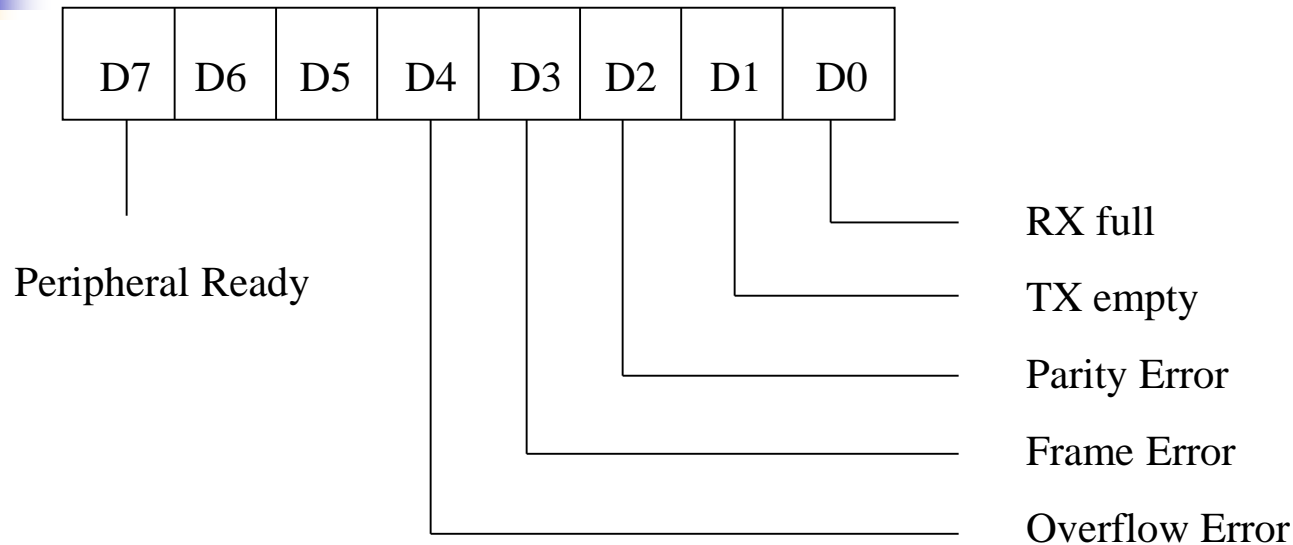 D7 D6 D5 D4 D3 D2 D1 D0
RX full
Peripheral Ready
TX empty
Parity Error
Frame Error
Overflow Error